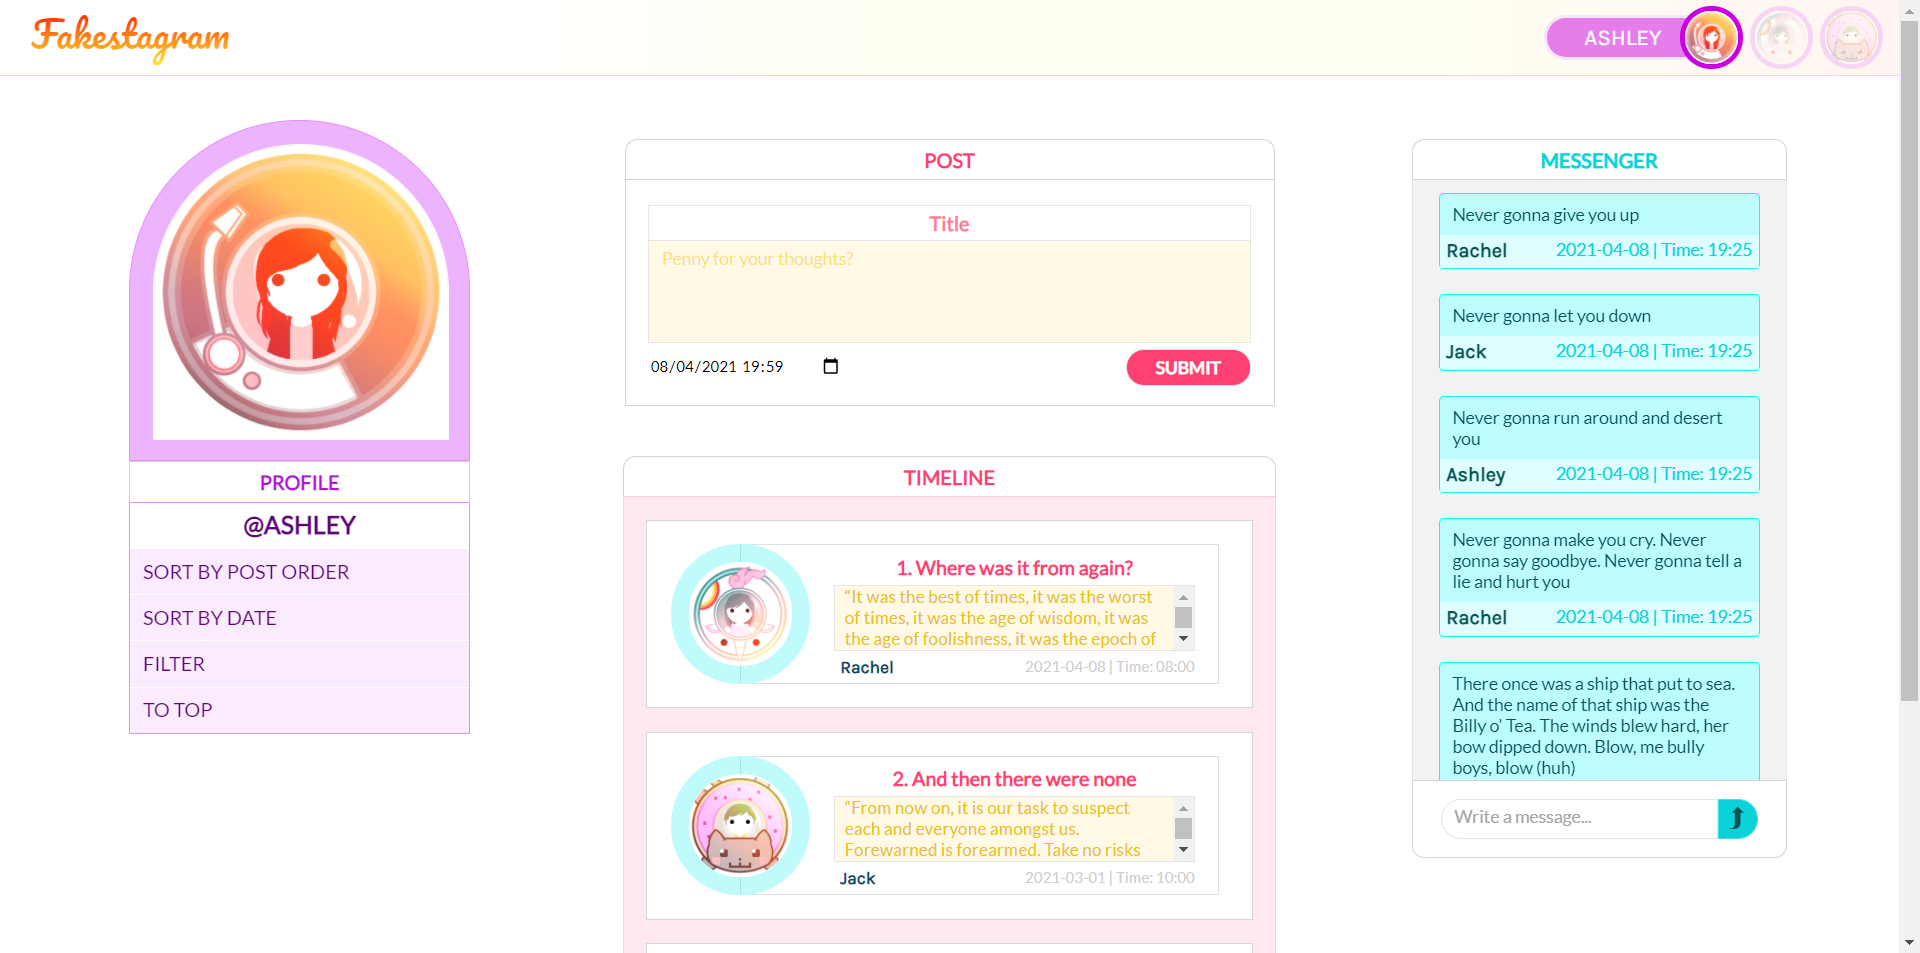 Fakestagram
ASHLEY
PROFILE
@ASHLEY
SORT BY POST ORDER
SORT BY DATE
FILTER
TO TOP
POST
Title
Penny for your thoughts?
08/04/2021 19:59
SUBMIT
TIMELINE
1. Where was it from again?
“It was the best of times, it was the worst
of times, it was the age of wisdom, it was
the age of foolishness, it was the epoch of
Rachel 2021-04-08 | Time: 08:00
2. And then there were none
“From now on, it is our task to suspect
each and everyone amongst us.
Forewarned is forearmed. Take no risks
Jack 2021-03-01 | Time: 10:00
MESSENGER
Never gonna give you up
Rachel 2021-04-08 | Time: 19:25
Never gonna let you down
Jack 2021-04-08 | Time: 19:25
Never gonna run around and desert
you
Ashley 2021-04-08 | Time: 19:25
Never gonna make you cry. Never
gonna say goodbye. Never gonna tell a
lie and hurt you
Rachel 2021-04-08 | Time: 19:25
There once was a ship that put to sea.
And the name of that ship was the
Billy o' Tea. The winds blew hard, her
bow dipped down. Blow, me bully
boys, blow (huh)
Write a message...